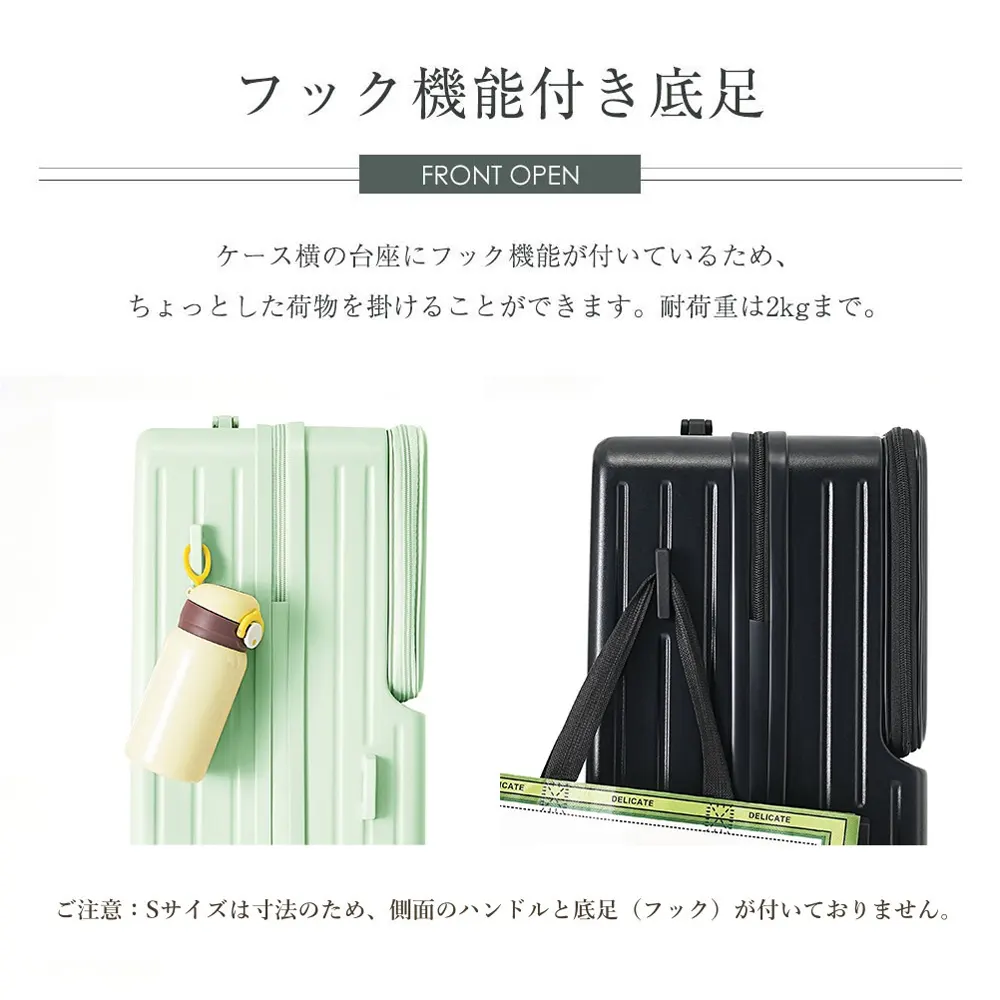 フック機能付き底足
FRONT OPEN
ケース横の台座にフック機能が付いているため、
ちょっとした荷物を掛けることができます。耐荷重は2kgまで。
CATE
DELICATE
DELICATE
ご注意：Sサイズは寸法のため、側面のハンドルと底足（フック）が付いておりません。